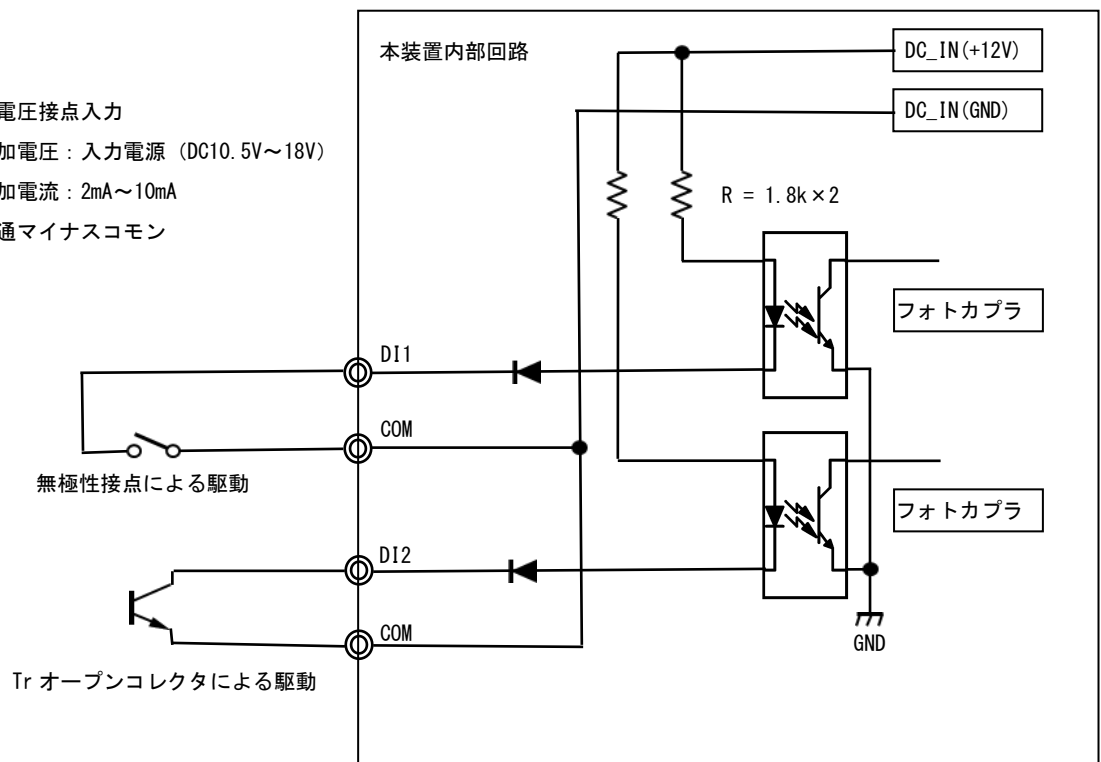 本装置内部回路
DC_IN(+12V)
DC_IN(GND)
電圧接点入力
加電圧：入力電源（DC10.5V～18V）
加電流：2mA～10mA
通マイナスコモン
R = 1.8k×2
フォトカプラ
DI1
COM
無極性接点による駆動
フォトカプラ
DI2
COM
GND
Tr オープンコレクタによる駆動